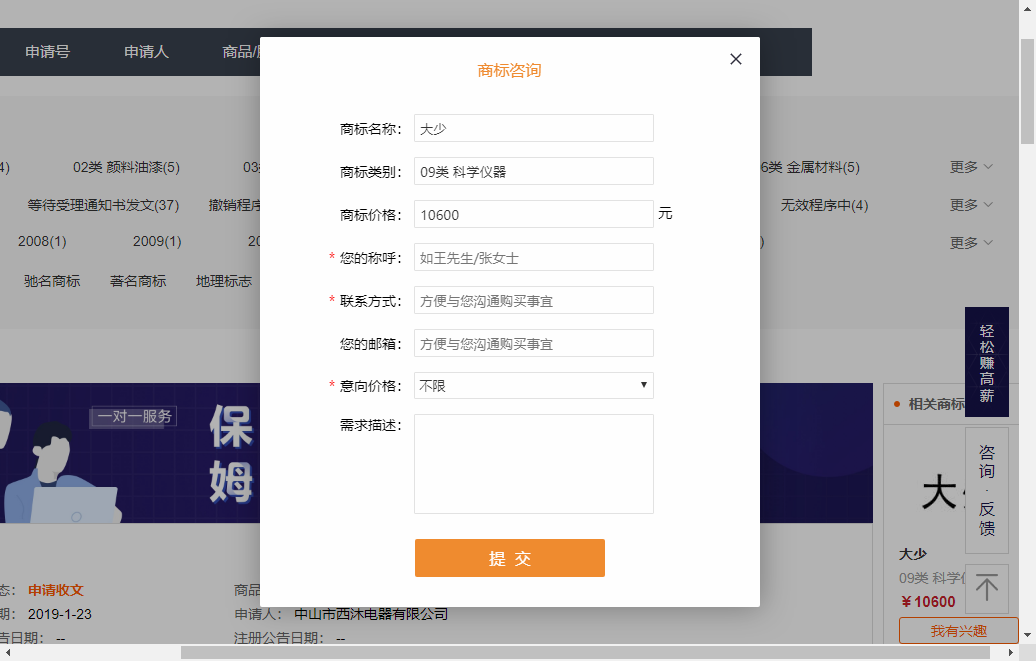 申请号 申请人 商品/
商标咨询
商标名称： 大少
商标类别： 09类 科学仪器
商标价格： 10600 元
* 您的称呼： 如王先生/张女士
* 联系方式： 方便与您沟通购买事宜
您的邮箱： 方便与您沟通购买事宜
* 意向价格： 不限
需求描述：
提 交
4) 02类 颜料油漆(5) 03 6类 金属材料(5) 更多
等待受理通知书发文(37) 撤销程序 无效程序中(4) 更多
2008(1) 2009(1) 20 ) 更多
驰名商标 著名商标 地理标志
轻松赚高薪
一对一服务
保
姆
相关商标
咨询·反馈
大
大少
09类 科学仪
￥10600
我有兴趣
态： 申请收文 商品
期： 2019-1-23 申请人： 中山市西沐电器有限公司
告日期： -- 注册公告日期： --